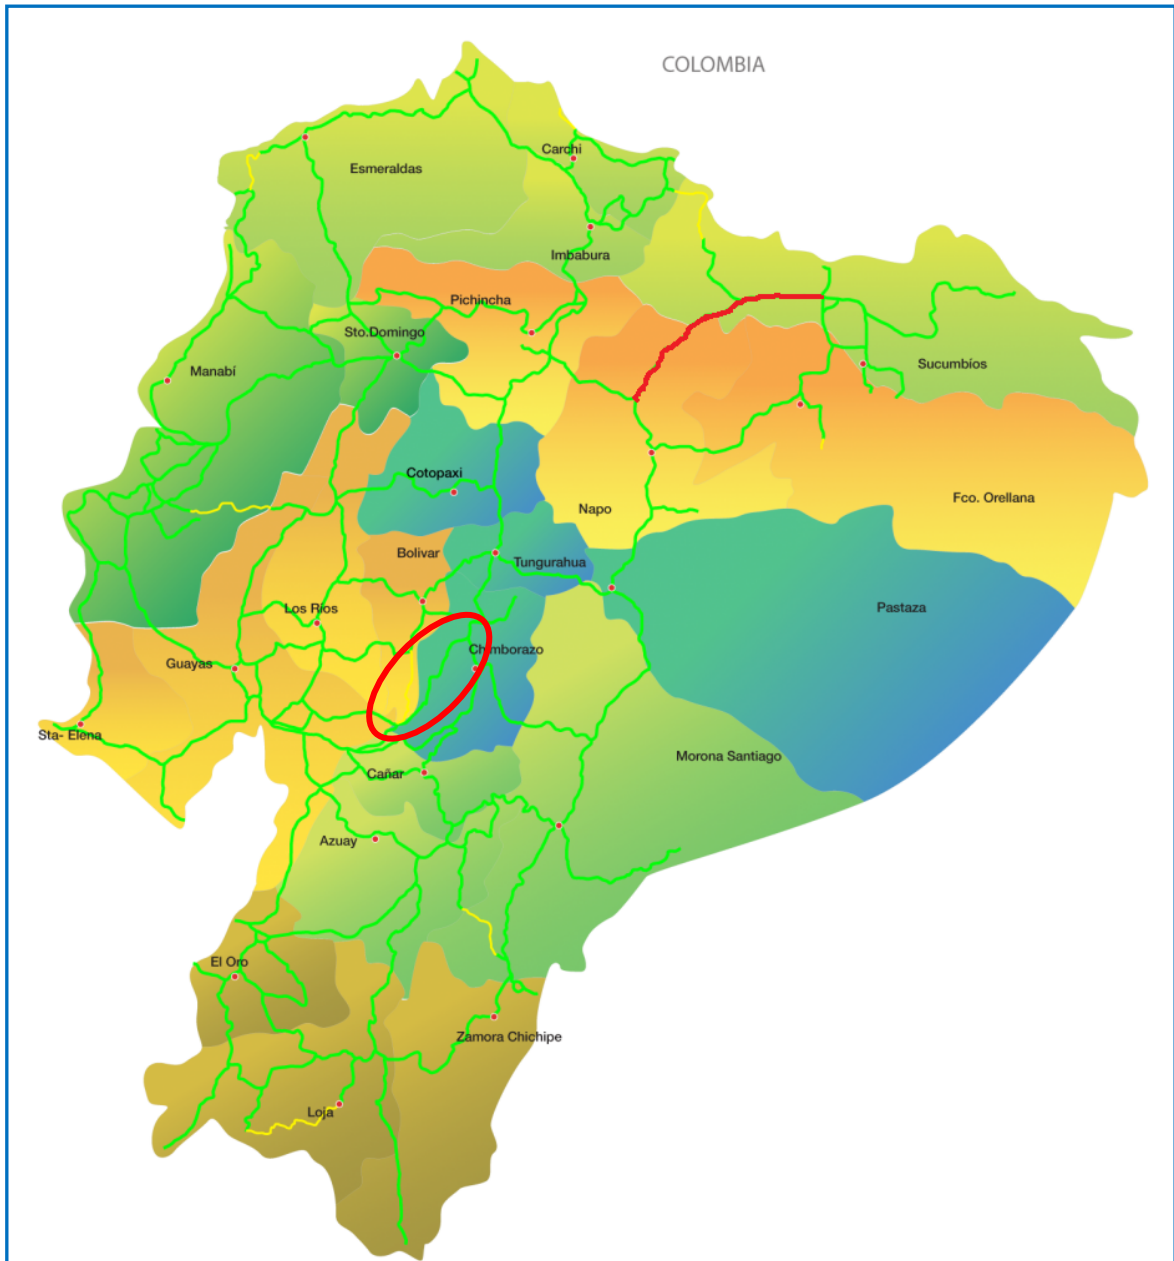 COLOMBIA
Carchi
Esmeraldas
Imbabura
Pichincha
Sto.Domingo
Manabí
Sucumbíos
Cotopaxi
Fco. Orellana
Napo
Bolivar
Tungurahua
Los Ríos
Pastaza
Chimborazo
Guayas
Sta- Elena
Morona Santiago
Cañar
Azuay
El Oro
Zamora Chichipe
Loja